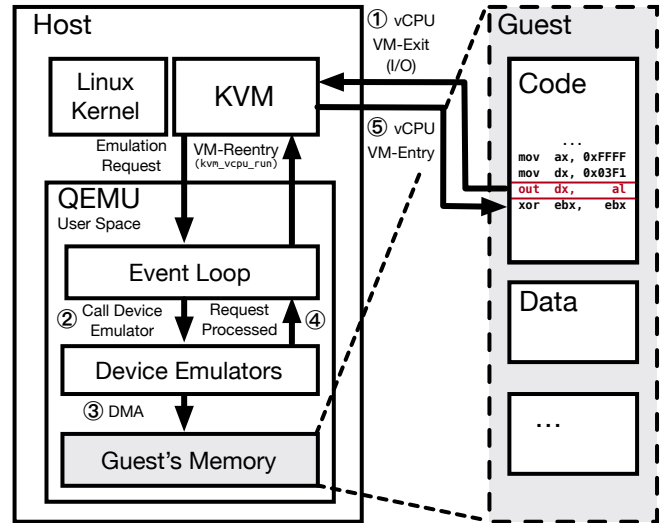 Host
Linux
Kernel
KVM
① vCPU
VM-Exit
(I/O)
⑤ vCPU
VM-Entry
Emulation
Request
VM-Reentry
(kvm_vcpu_run)
QEMU
User Space
Event Loop
② Call Device
Emulator
Request
Processed
④
Device Emulators
③ DMA
Guest's Memory
Guest
Code
...
mov ax, 0xFFFF
mov dx, 0x03F1
out dx, al
xor ebx, ebx
Data
...